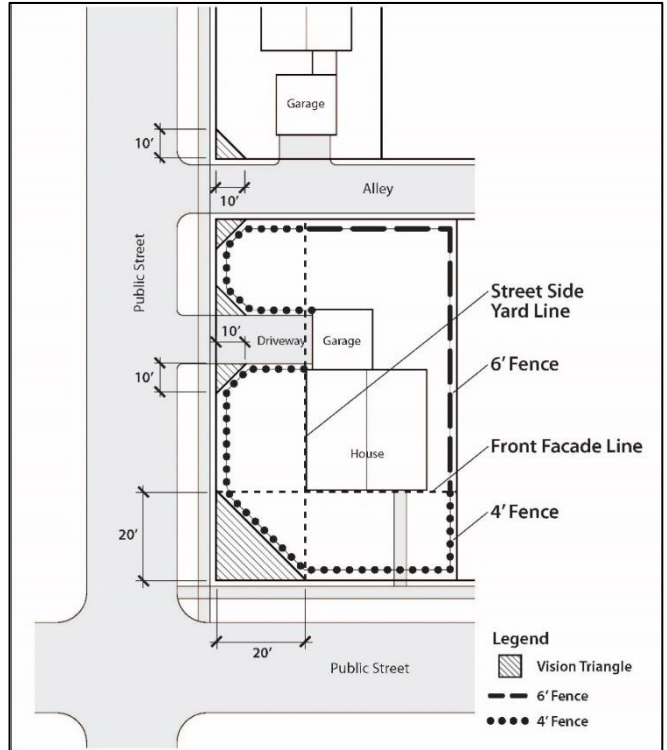 Garage
10'
10'
Alley
Public Street
Street Side
Yard Line
10'
Driveway
Garage
10'
6' Fence
House
Front Facade Line
4' Fence
20'
20'
Public Street
Legend
Vision Triangle
6' Fence
4' Fence